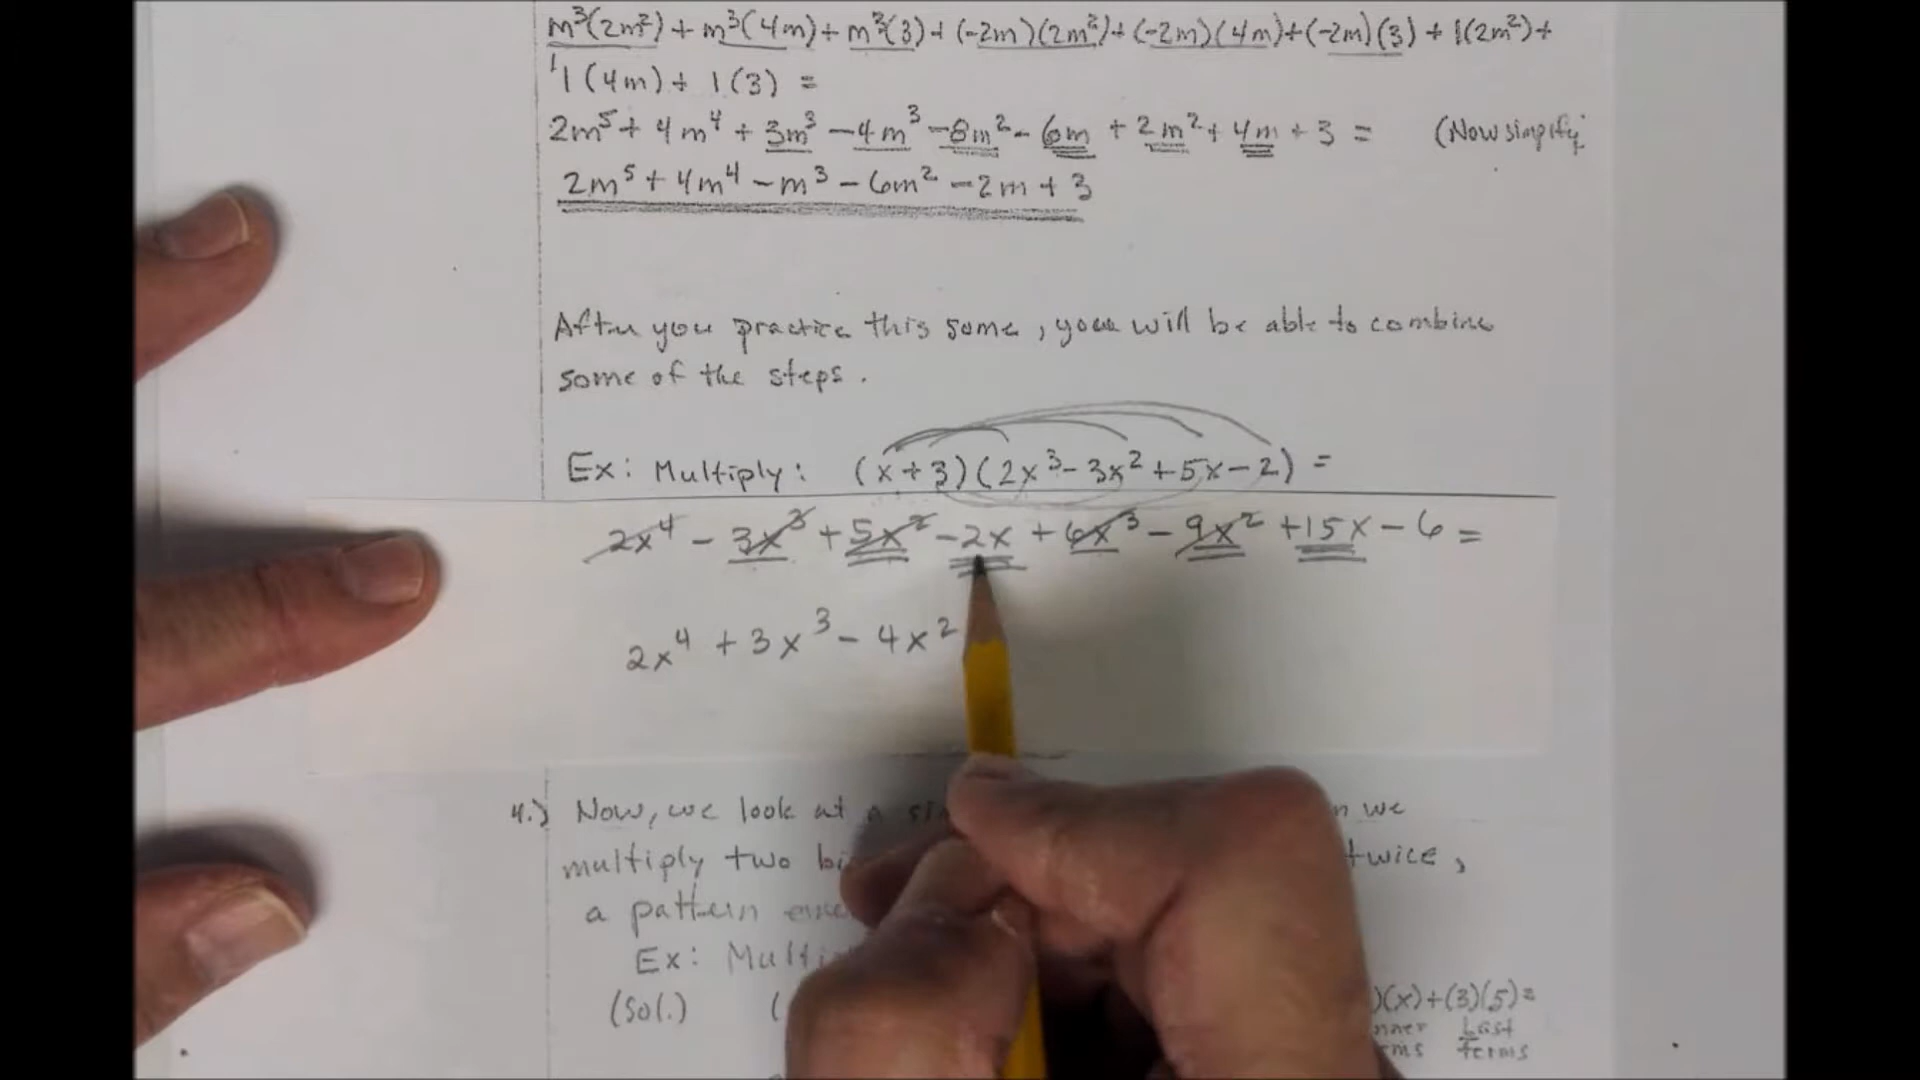 m³(2m²) + m³(4m) + m³(3) + (-2m)(2m²) + (-2m)(4m) + (-2m)(3) + 1(2m²) +
1(4m) + 1(3) =
2m⁵ + 4m⁴ + 3m³ - 4m³ - 8m² - 6m + 2m² + 4m + 3 = (Now simplify
2m⁵ + 4m⁴ - m³ - 6m² - 2m + 3
After you practice this some, you will be able to combine
some of the steps.
Ex: Multiply: (x+3)(2x³-3x²+5x-2) =
2x⁴ - 3x³ + 5x² - 2x + 6x³ - 9x² + 15x - 6 =
2x⁴ + 3x³ - 4x²
4.) Now, we look at a we
multiply two twice,
a pattern
Ex:
(Sol.) ( )(x)+(3)(5)=
Last
terms